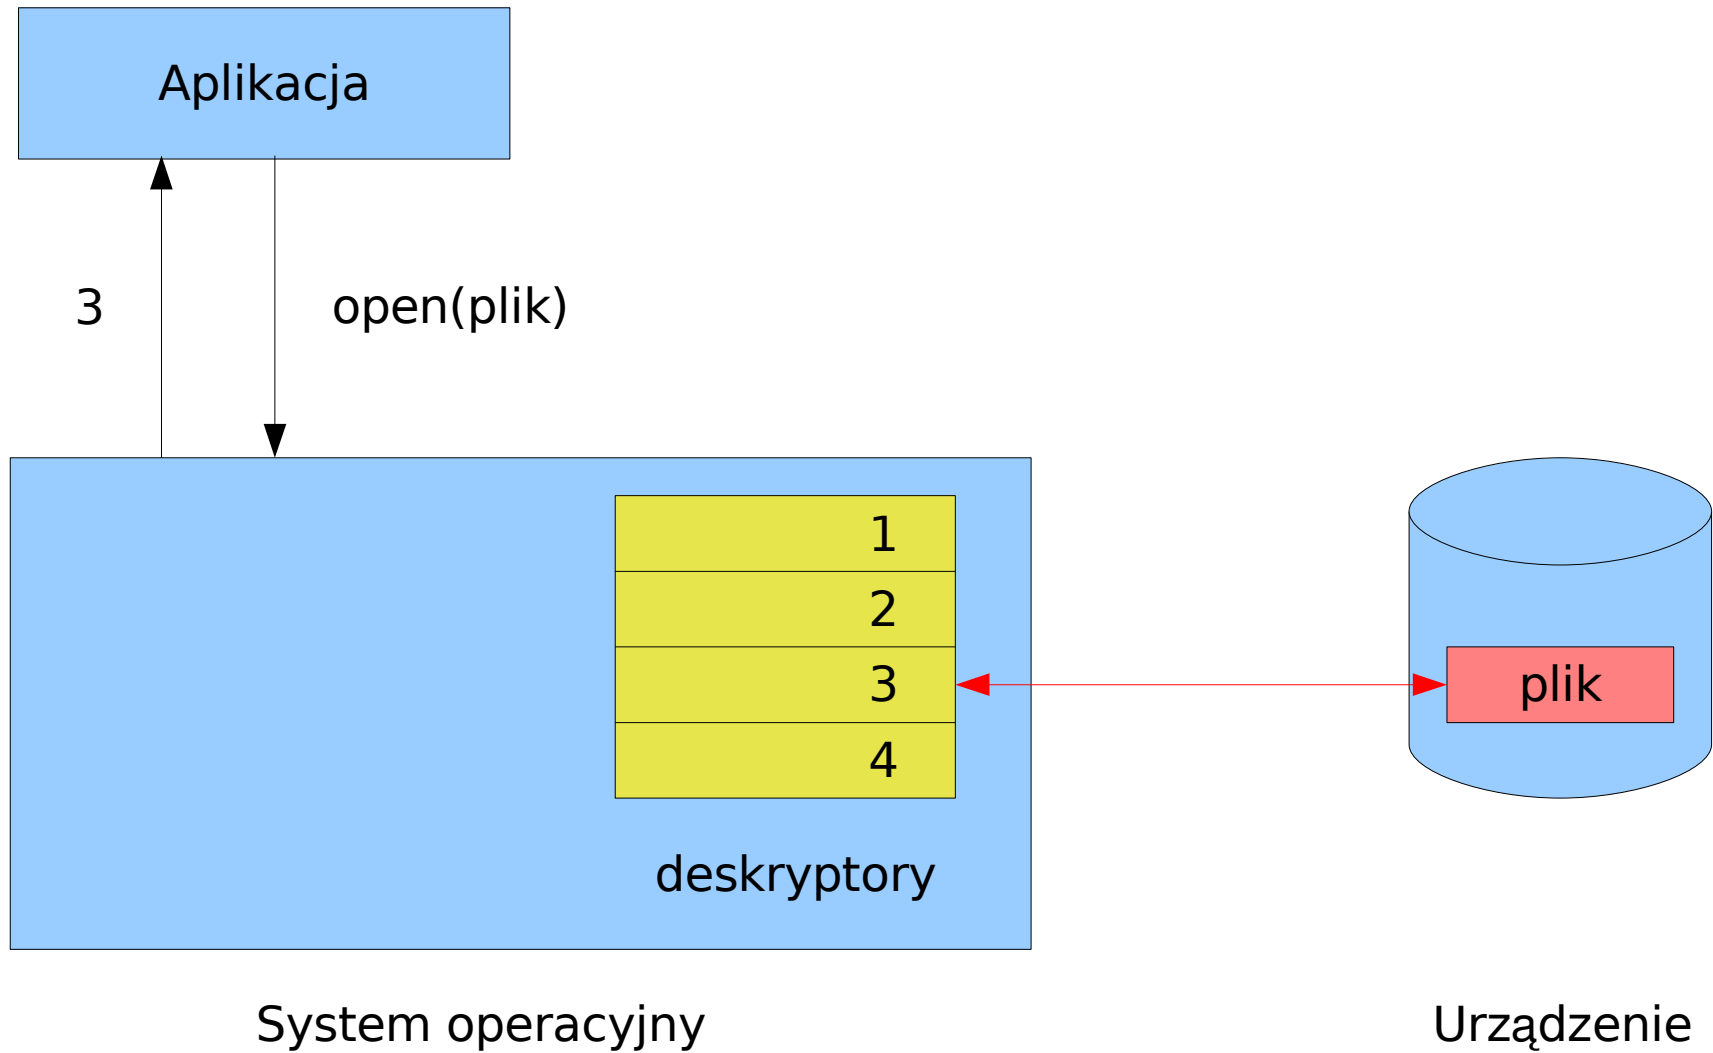 Aplikacja
3
open(plik)
1
2
3
4
plik
deskryptory
System operacyjny
Urządzenie